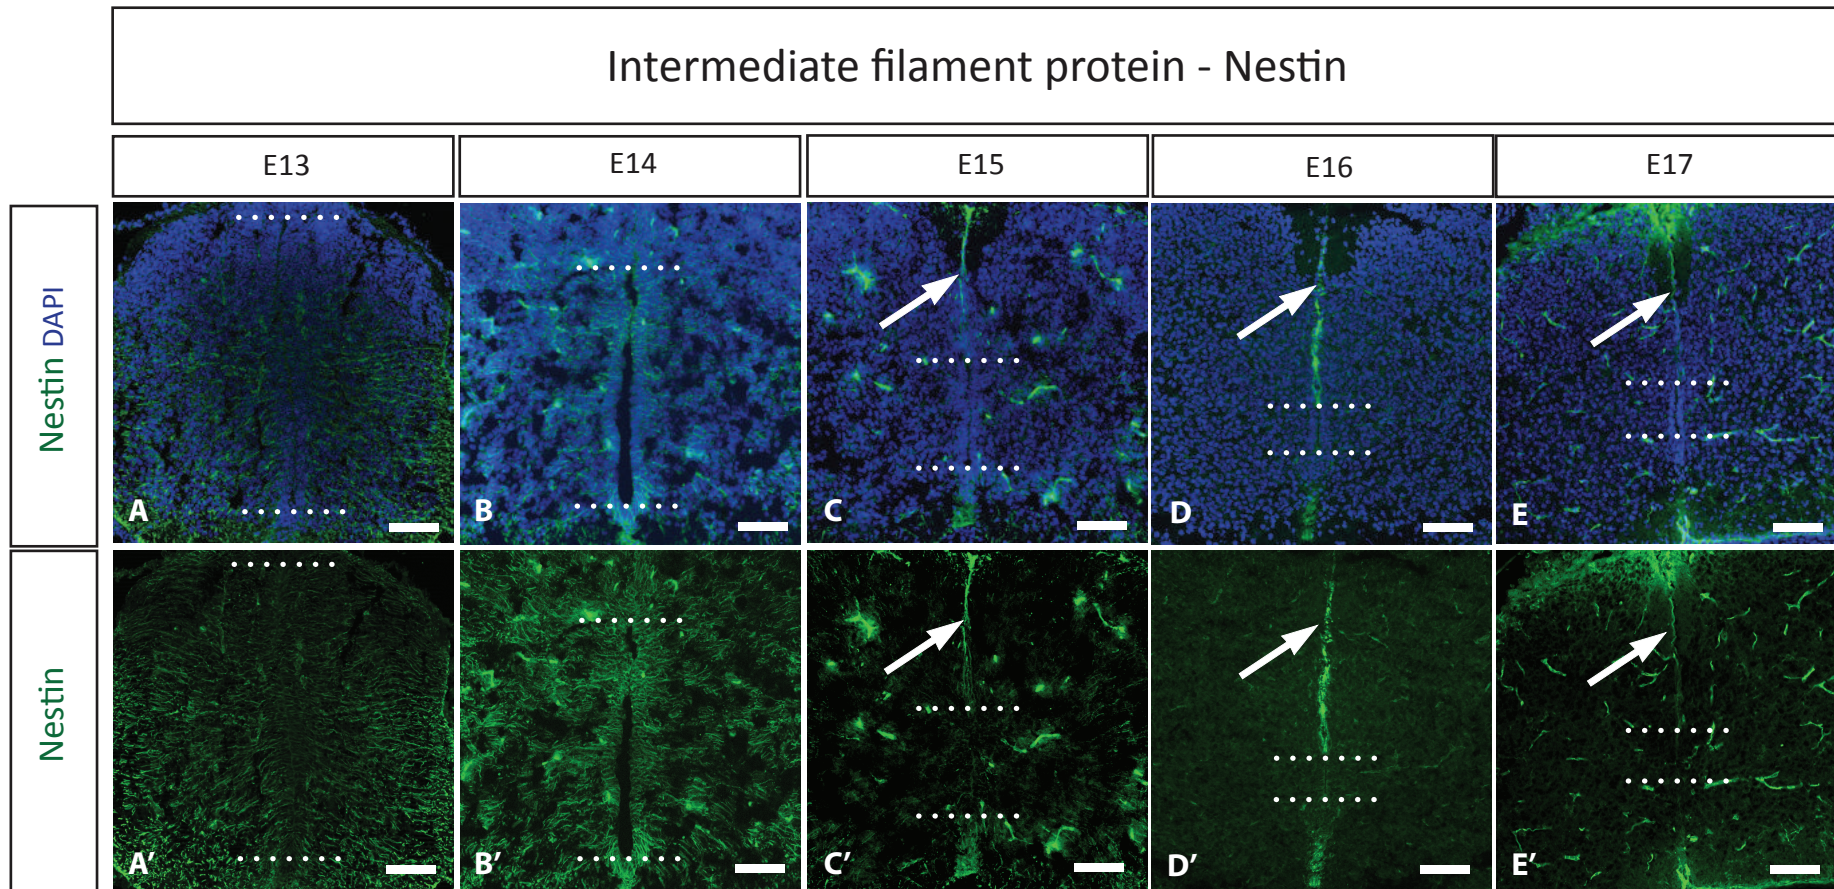 Intermediate filament protein - Nestin
E13
E14
E15
E16
E17
Nestin DAPI
A
B
C
D
E
Nestin
A’
B’
C’
D’
E’